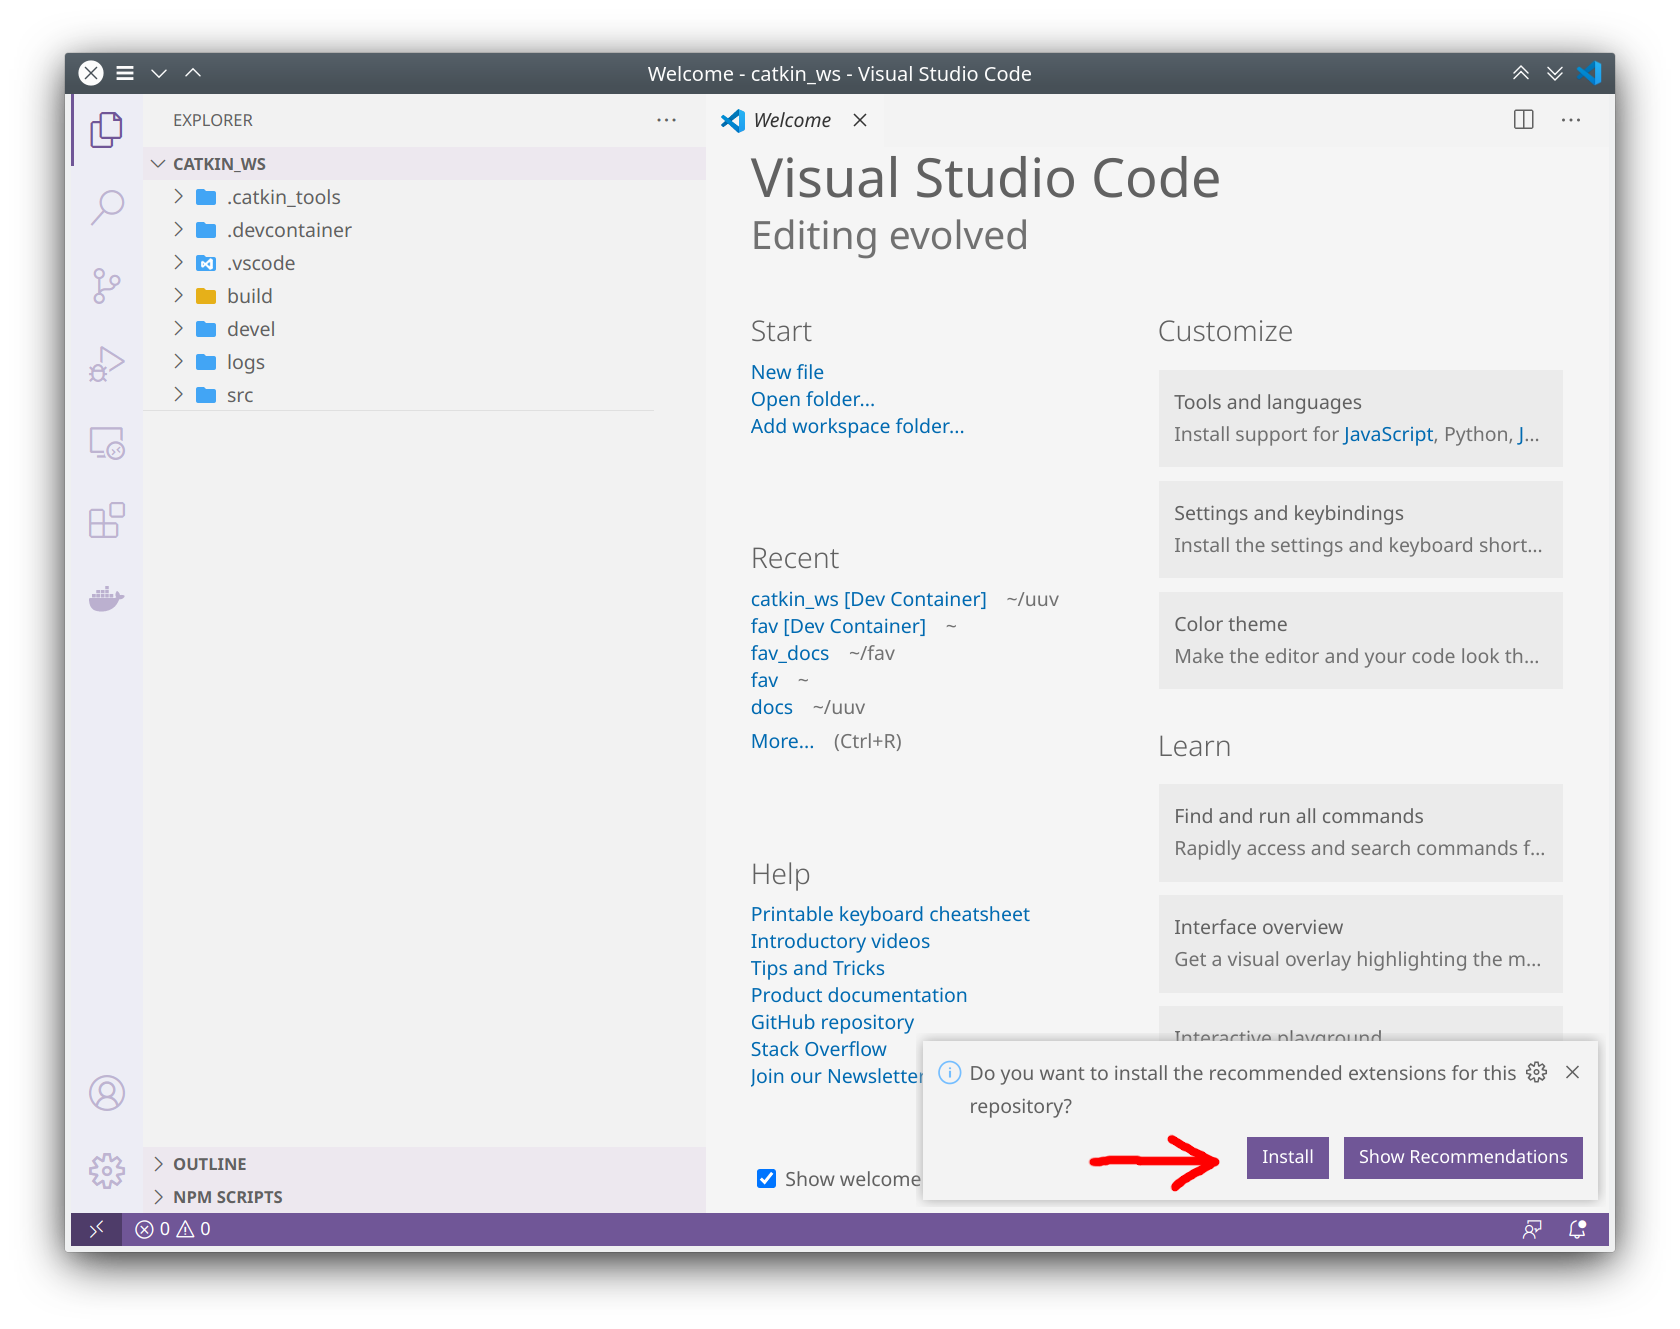 Welcome - catkin_ws - Visual Studio Code
EXPLORER
CATKIN_WS
.catkin_tools
.devcontainer
.vscode
build
devel
logs
src
OUTLINE
NPM SCRIPTS
Welcome
Visual Studio Code
Editing evolved
Start
New file
Open folder...
Add workspace folder...
Recent
catkin_ws [Dev Container] ~/uuv
fav [Dev Container] ~
fav_docs ~/fav
fav ~
docs ~/uuv
More... (Ctrl+R)
Help
Printable keyboard cheatsheet
Introductory videos
Tips and Tricks
Product documentation
GitHub repository
Stack Overflow
Join our Newsletter
Show welcome
Customize
Tools and languages
Install support for JavaScript, Python, J...
Settings and keybindings
Install the settings and keyboard short...
Color theme
Make the editor and your code look th...
Learn
Find and run all commands
Rapidly access and search commands f...
Interface overview
Get a visual overlay highlighting the m...
Interactive playground
Do you want to install the recommended extensions for this
repository?
Install
Show Recommendations
0 0